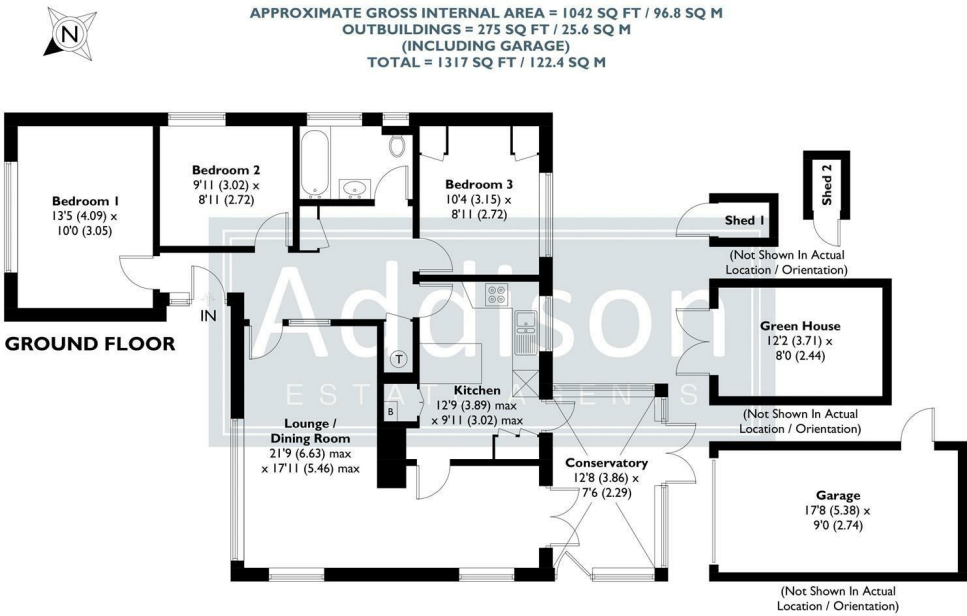 APPROXIMATE GROSS INTERNAL AREA = 1042 SQ FT / 96.8 SQ M
OUTBUILDINGS = 275 SQ FT / 25.6 SQ M
(INCLUDING GARAGE)
TOTAL = 1317 SQ FT / 122.4 SQ M
N
Bedroom 1
13'5 (4.09) x
10'0 (3.05)
Bedroom 2
9'11 (3.02) x
8'11 (2.72)
Bedroom 3
10'4 (3.15) x
8'11 (2.72)
Shed 1
Shed 2
(Not Shown In Actual
Location / Orientation)
IN
GROUND FLOOR
Addison
ESTATE AGENTS
T
B
Kitchen
12'9 (3.89) max
x 9'11 (3.02) max
Green House
12'2 (3.71) x
8'0 (2.44)
(Not Shown In Actual
Location / Orientation)
Lounge /
Dining Room
21'9 (6.63) max
x 17'11 (5.46) max
Conservatory
12'8 (3.86) x
7'6 (2.29)
Garage
17'8 (5.38) x
9'0 (2.74)
(Not Shown In Actual
Location / Orientation)